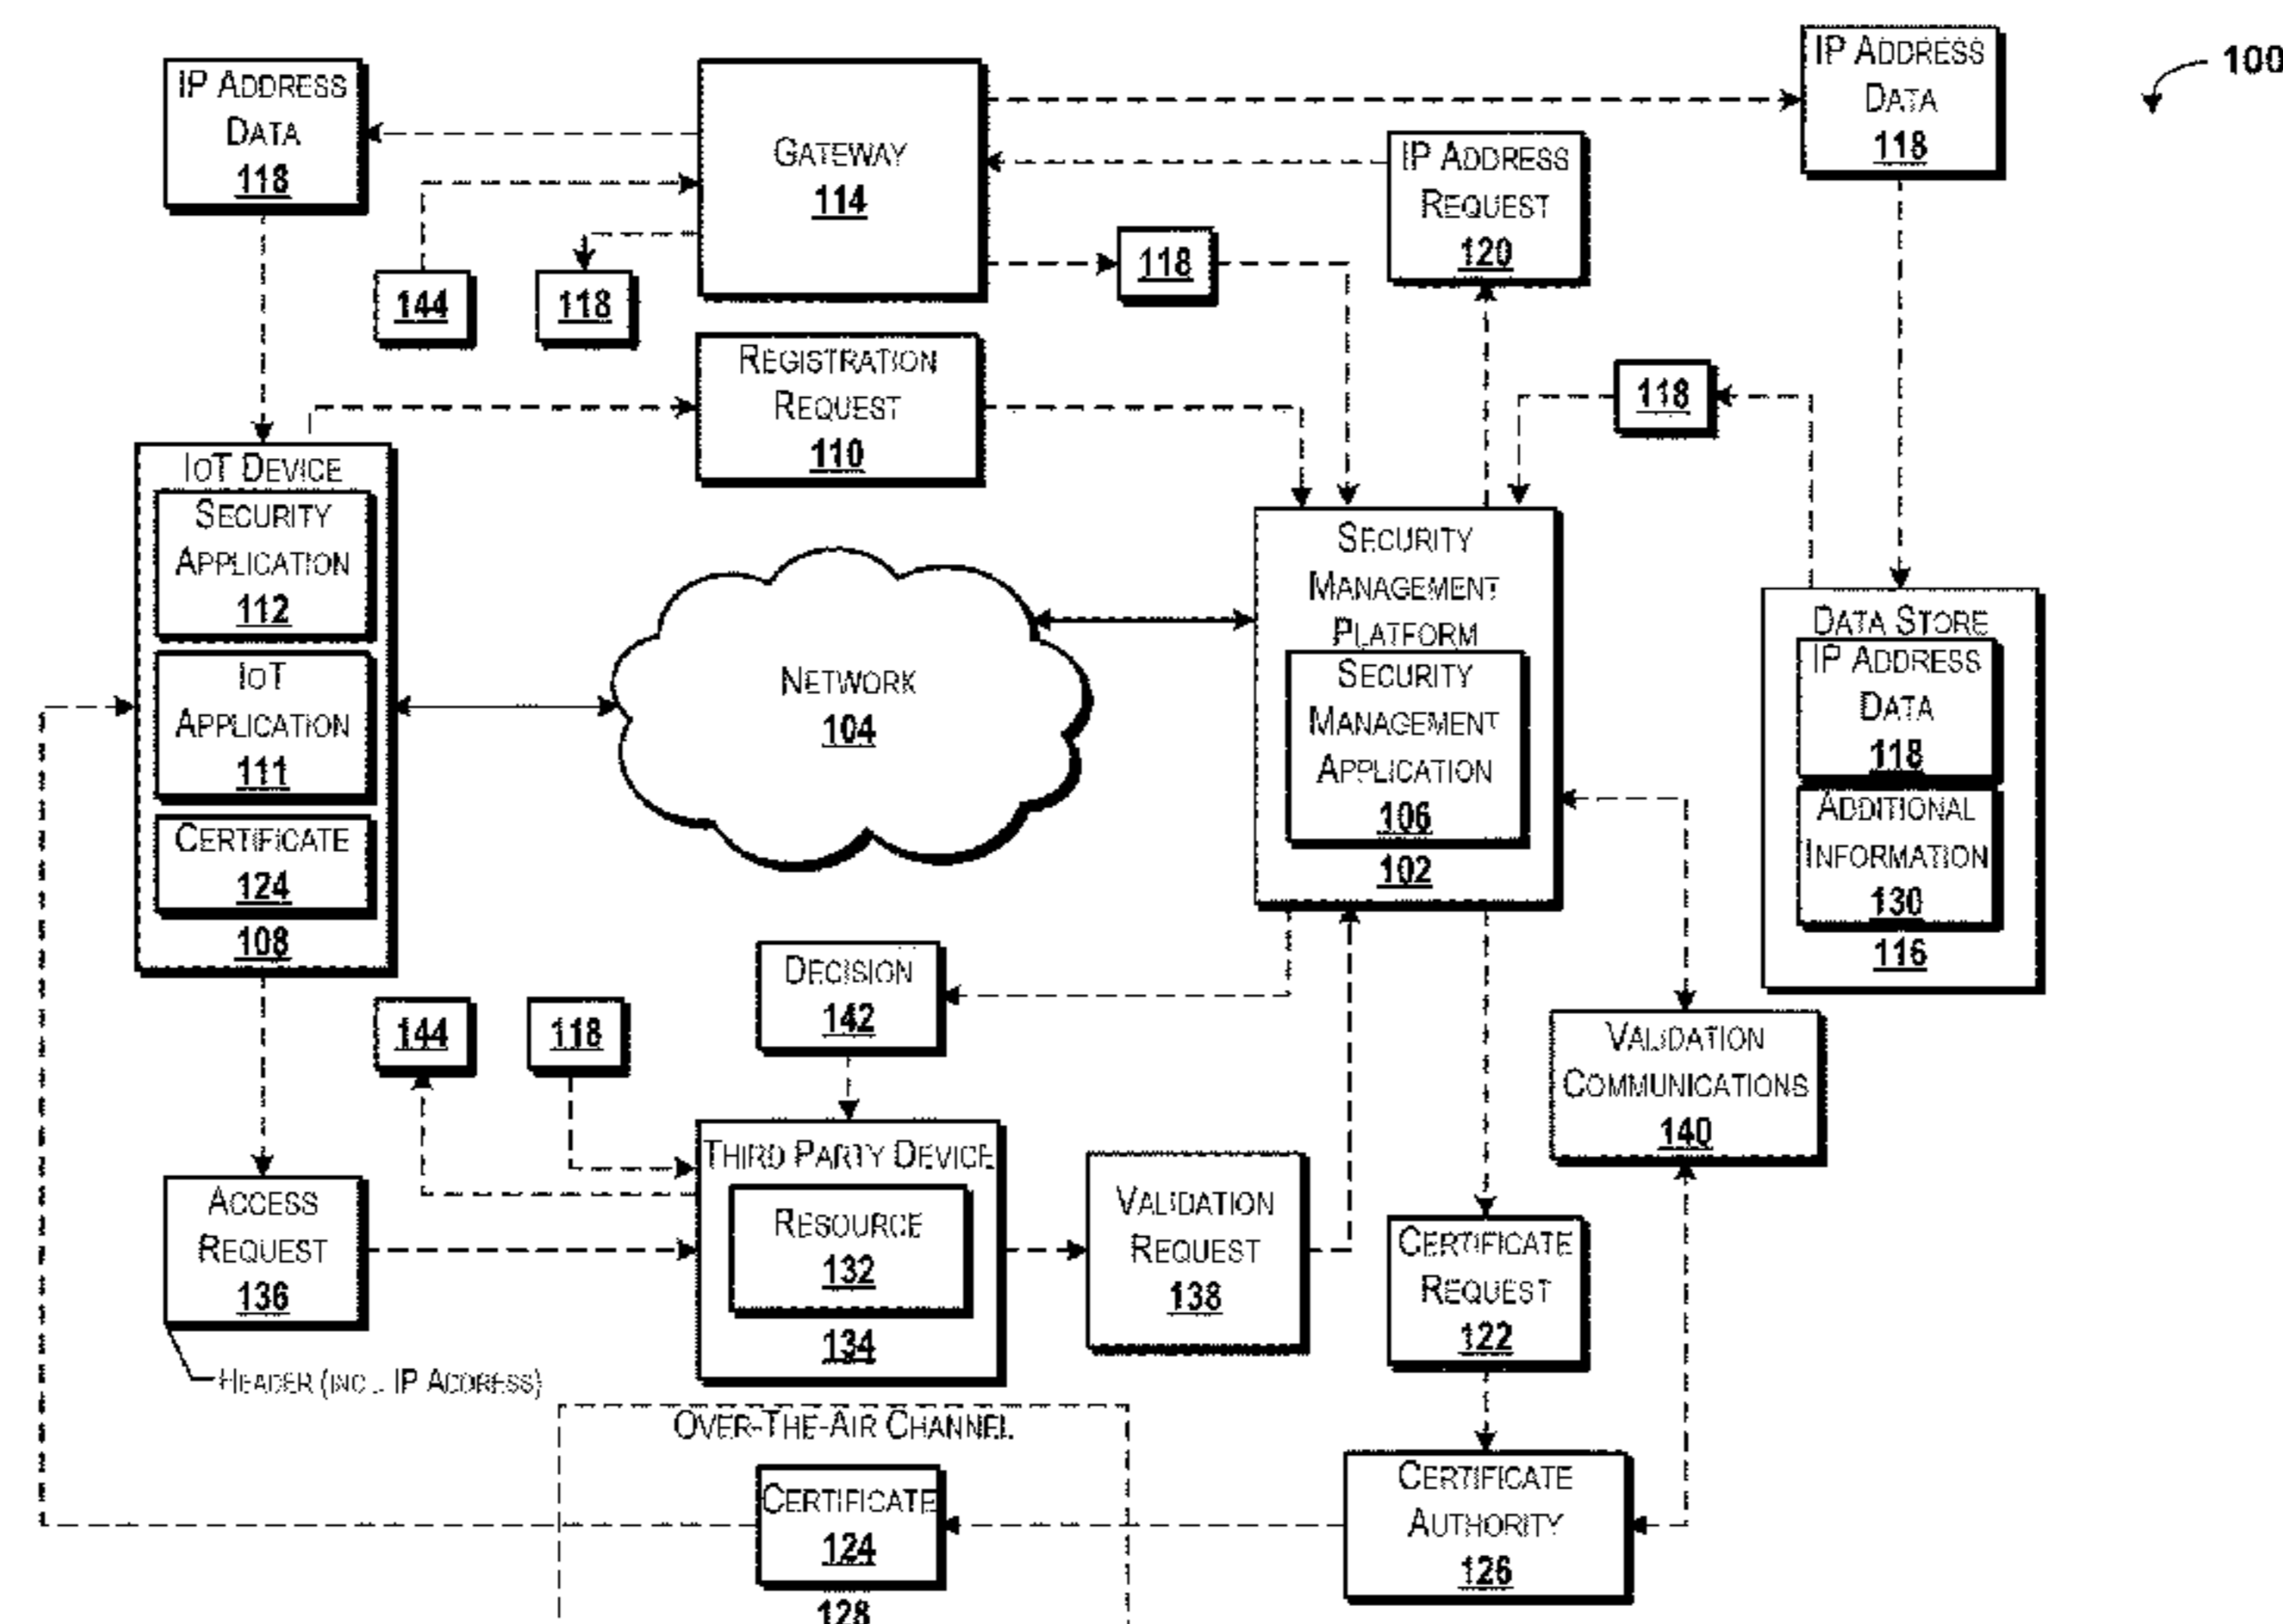 100
IP ADDRESS
DATA
118
GATEWAY
114
IP ADDRESS
DATA
118
IP ADDRESS
REQUEST
120
118
144
118
REGISTRATION
REQUEST
110
118
IOT DEVICE
SECURITY
APPLICATION
112
IOT
APPLICATION
111
CERTIFICATE
124
108
NETWORK
104
SECURITY
MANAGEMENT
PLATFORM
SECURITY
MANAGEMENT
APPLICATION
106
102
DATA STORE
IP ADDRESS
DATA
118
ADDITIONAL
INFORMATION
130
116
DECISION
142
144
118
VALIDATION
COMMUNICATIONS
140
THIRD PARTY DEVICE
RESOURCE
132
134
ACCESS
REQUEST
136
HEADER (INCL. IP ADDRESS)
VALIDATION
REQUEST
138
CERTIFICATE
REQUEST
122
OVER-THE-AIR CHANNEL
CERTIFICATE
124
128
CERTIFICATE
AUTHORITY
126